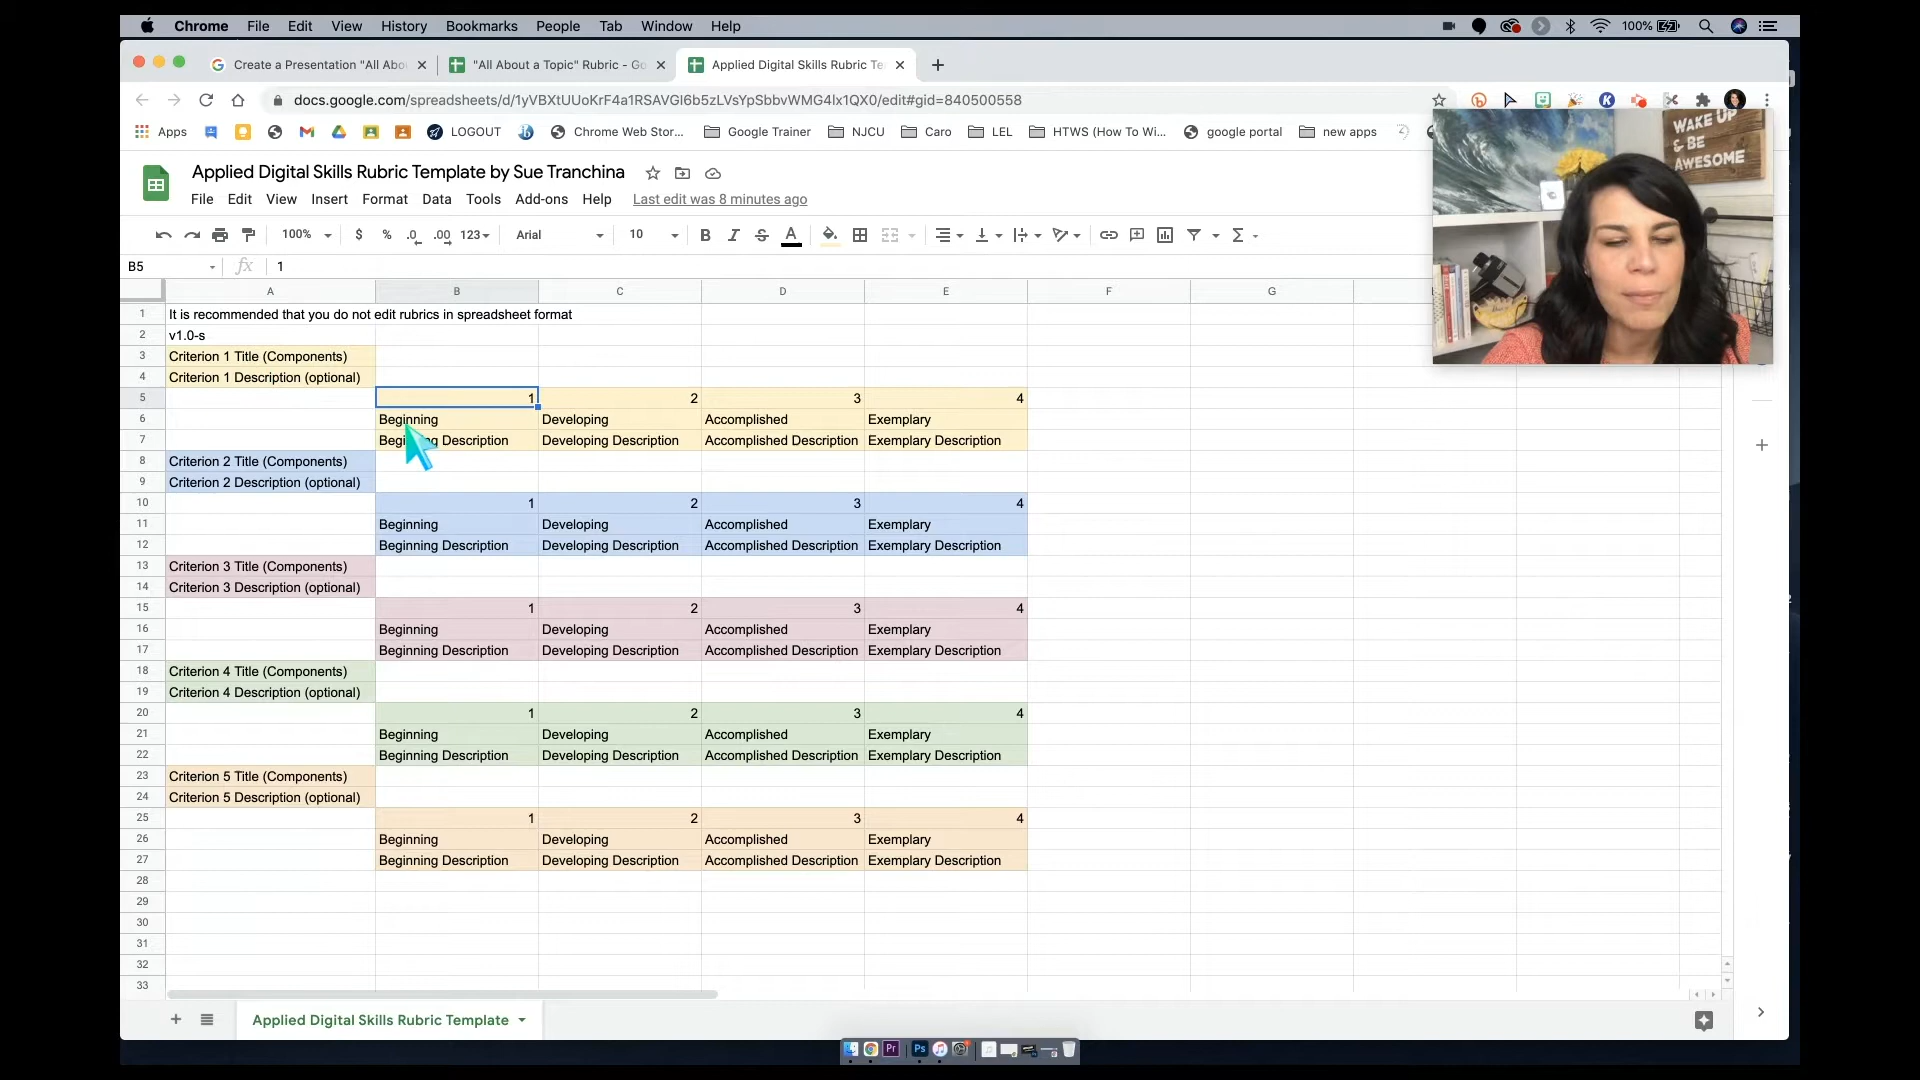 Chrome File Edit View History Bookmarks People Tab Window Help 100%
Create a Presentation "All Abo "All About a Topic" Rubric - Go Applied Digital Skills Rubric Te
docs.google.com/spreadsheets/d/1yVBXtUUoKrF4a1RSAVGl6b5zLVsYpSbbvWMG4lx1QX0/edit#gid=840500558
Apps LOGOUT Chrome Web Stor... Google Trainer NJCU Caro LEL HTWS (How To Wi... google portal new apps
WAKE UP
& BE
AWESOME
Applied Digital Skills Rubric Template by Sue Tranchina
File Edit View Insert Format Data Tools Add-ons Help Last edit was 8 minutes ago
100% $ % .0 .00 123 Arial 10 B I S A
B5 fx 1
A B C D E F G
1 It is recommended that you do not edit rubrics in spreadsheet format
2 v1.0-s
3 Criterion 1 Title (Components)
4 Criterion 1 Description (optional)
5 1 2 3 4
6 Beginning Developing Accomplished Exemplary
7 Beginning Description Developing Description Accomplished Description Exemplary Description
8 Criterion 2 Title (Components)
9 Criterion 2 Description (optional)
10 1 2 3 4
11 Beginning Developing Accomplished Exemplary
12 Beginning Description Developing Description Accomplished Description Exemplary Description
13 Criterion 3 Title (Components)
14 Criterion 3 Description (optional)
15 1 2 3 4
16 Beginning Developing Accomplished Exemplary
17 Beginning Description Developing Description Accomplished Description Exemplary Description
18 Criterion 4 Title (Components)
19 Criterion 4 Description (optional)
20 1 2 3 4
21 Beginning Developing Accomplished Exemplary
22 Beginning Description Developing Description Accomplished Description Exemplary Description
23 Criterion 5 Title (Components)
24 Criterion 5 Description (optional)
25 1 2 3 4
26 Beginning Developing Accomplished Exemplary
27 Beginning Description Developing Description Accomplished Description Exemplary Description
28
29
30
31
32
33
Applied Digital Skills Rubric Template
Pr Ps